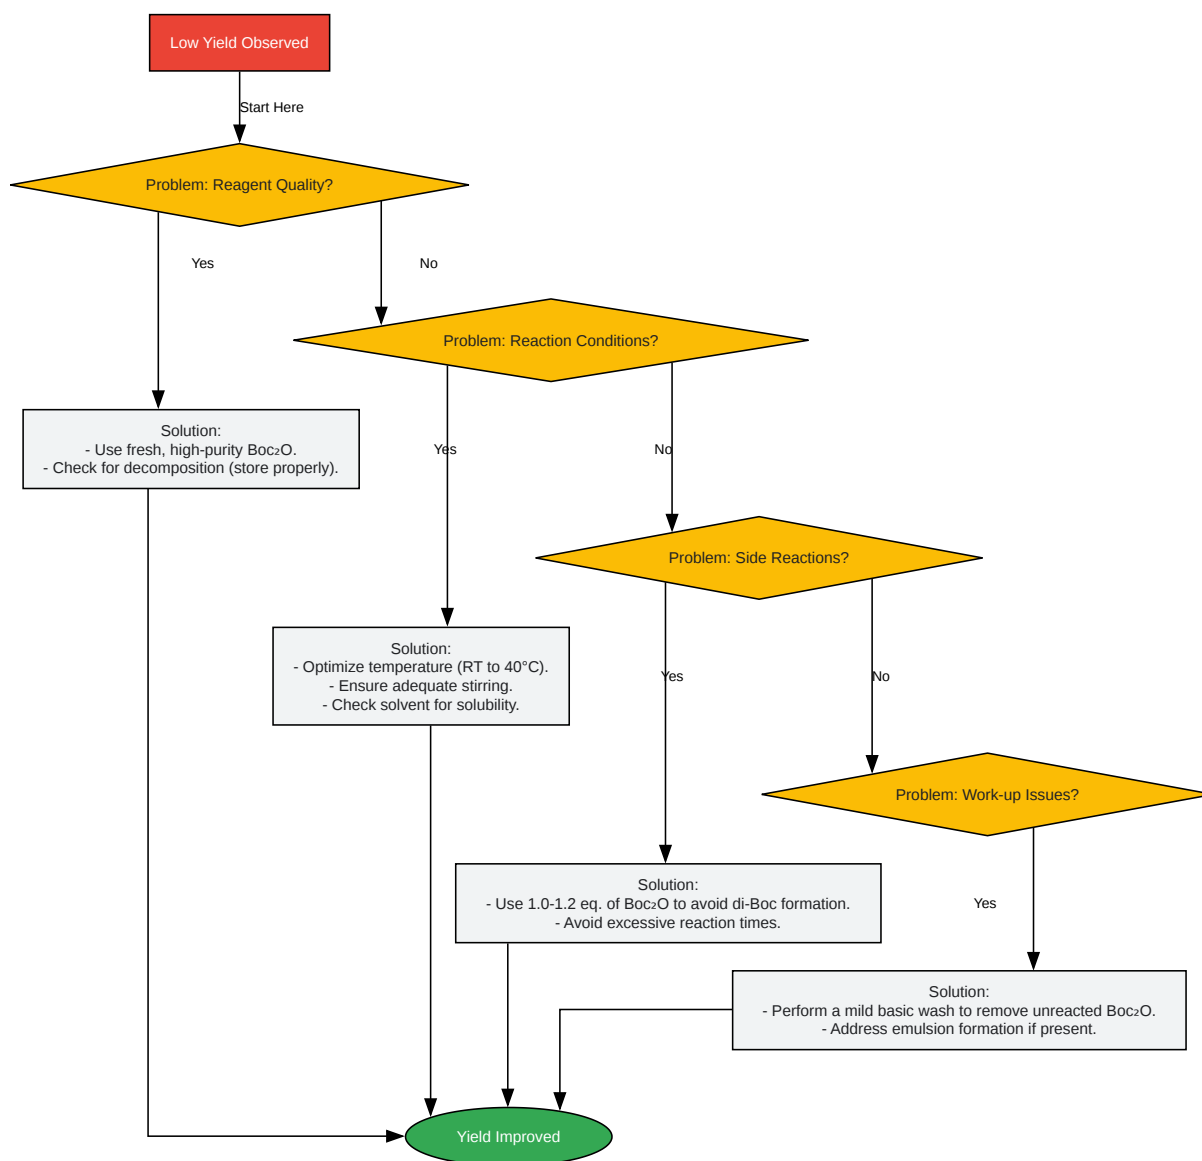 Low Yield Observed
Start Here
Problem: Reagent Quality?
Yes
No
Problem: Reaction Conditions?
Solution:
- Use fresh, high-purity Boc₂O.
- Check for decomposition (store properly).
Yes
No
Problem: Side Reactions?
Solution:
- Optimize temperature (RT to 40°C).
- Ensure adequate stirring.
- Check solvent for solubility.
Yes
No
Problem: Work-up Issues?
Solution:
- Use 1.0-1.2 eq. of Boc₂O to avoid di-Boc formation.
- Avoid excessive reaction times.
Yes
Solution:
- Perform a mild basic wash to remove unreacted Boc₂O.
- Address emulsion formation if present.
Yield Improved